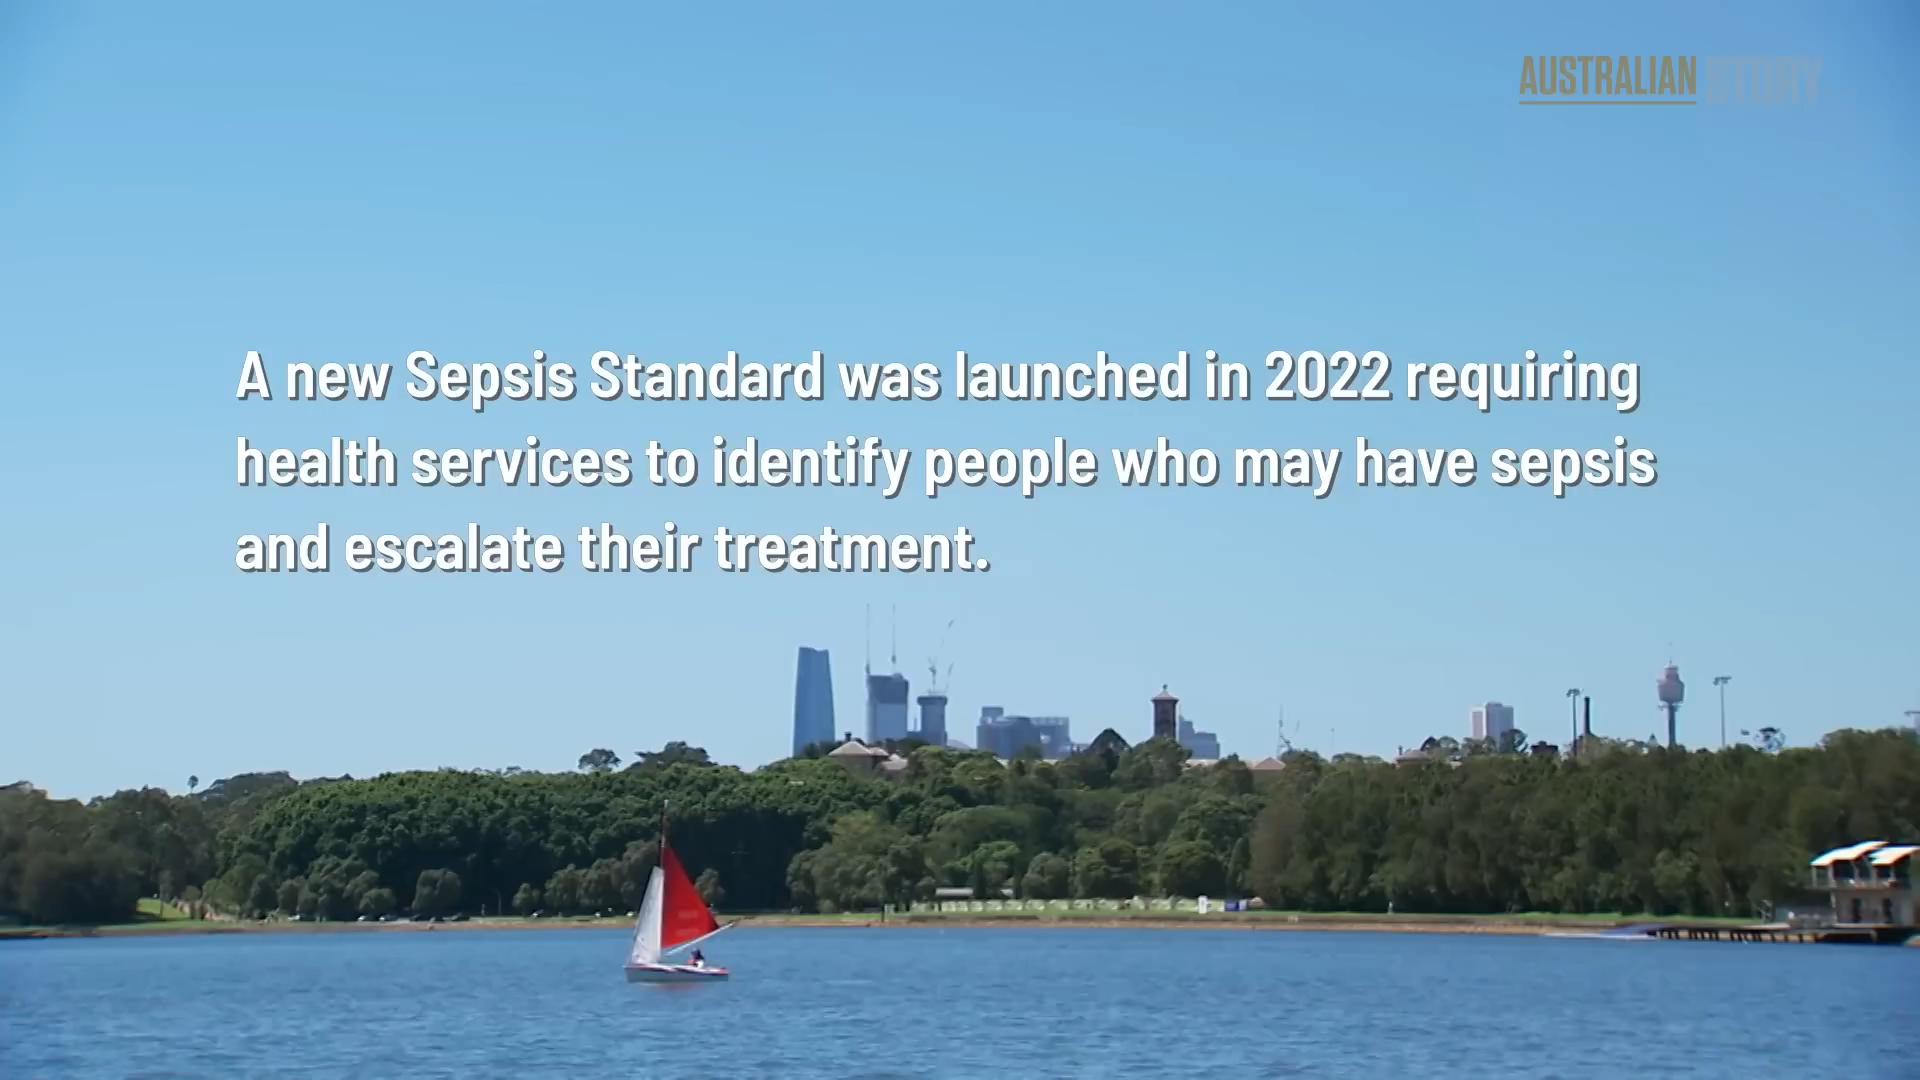 AUSTRALIAN STORY
A new Sepsis Standard was launched in 2022 requiring
health services to identify people who may have sepsis
and escalate their treatment.